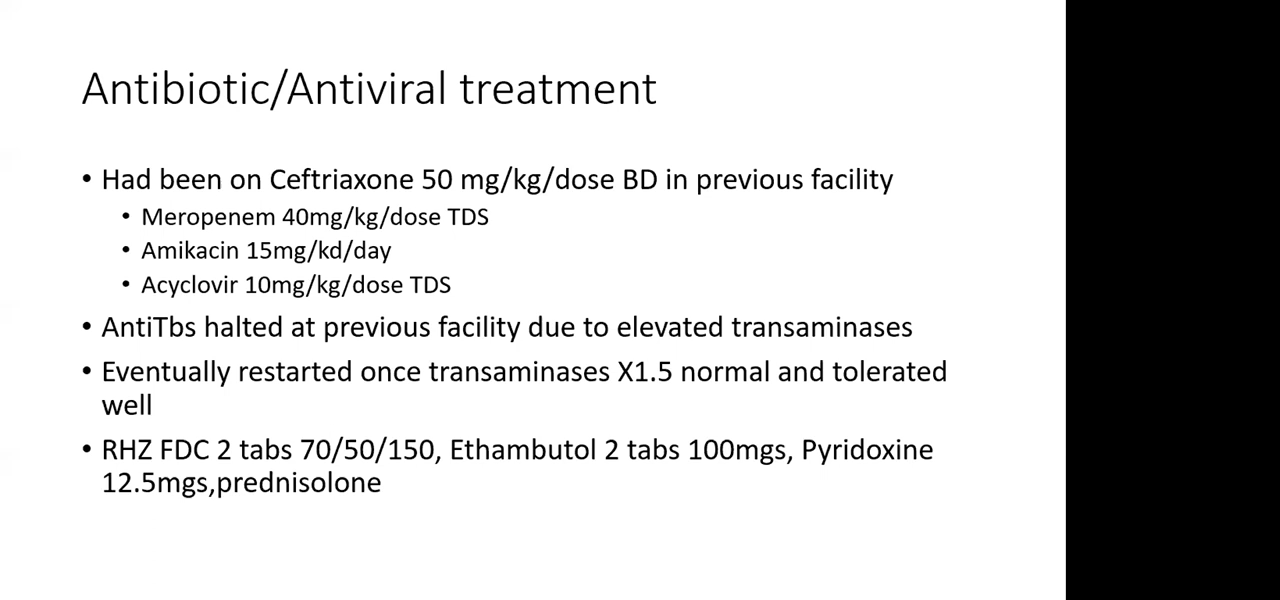 Antibiotic/Antiviral treatment
• Had been on Ceftriaxone 50 mg/kg/dose BD in previous facility
• Meropenem 40mg/kg/dose TDS
• Amikacin 15mg/kd/day
• Acyclovir 10mg/kg/dose TDS
• AntiTbs halted at previous facility due to elevated transaminases
• Eventually restarted once transaminases X1.5 normal and tolerated
well
• RHZ FDC 2 tabs 70/50/150, Ethambutol 2 tabs 100mgs, Pyridoxine
12.5mgs,prednisolone